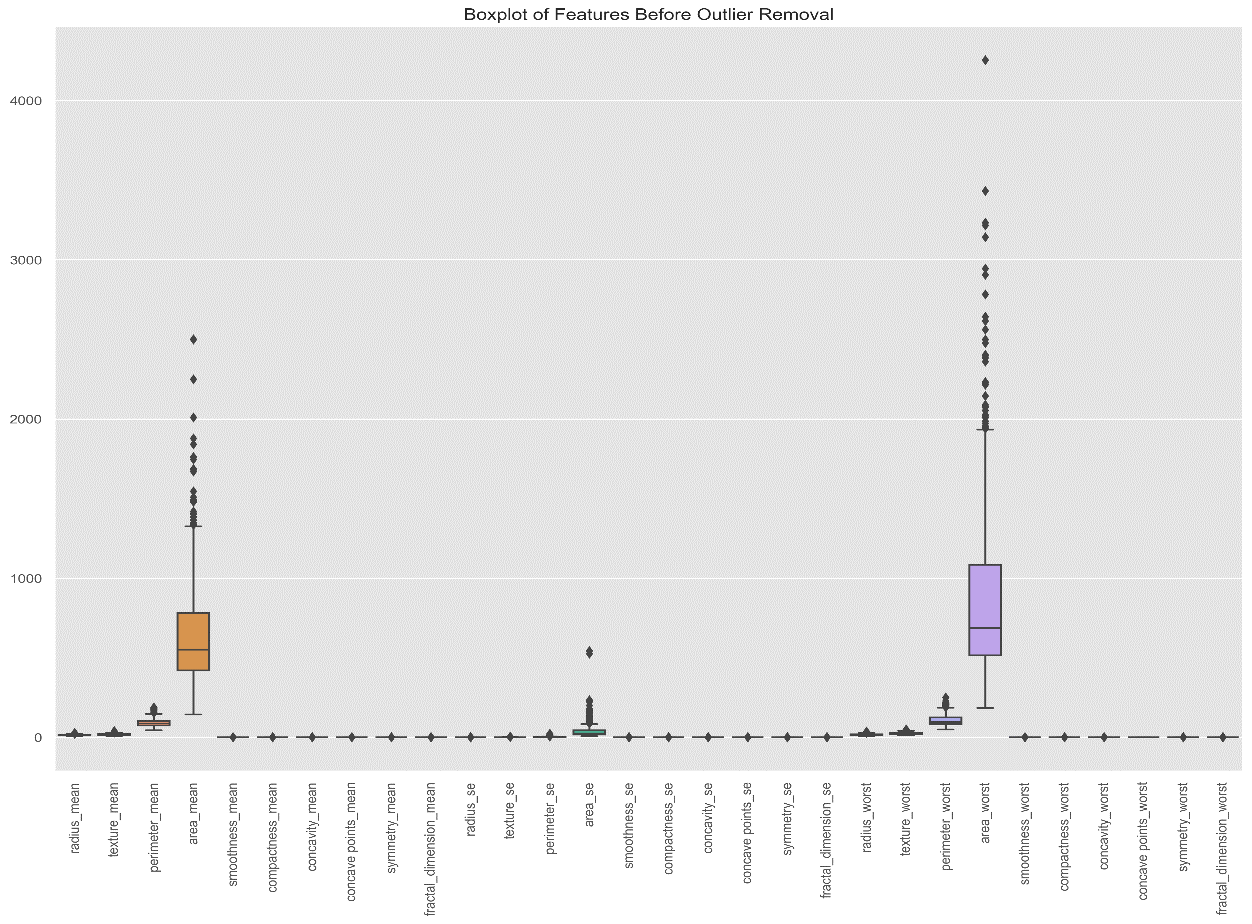 Boxplot of Features Before Outlier Removal
4000
3000
2000
1000
0
radius_mean
texture_mean
perimeter_mean
area_mean
smoothness_mean
compactness_mean
concavity_mean
concave points_mean
symmetry_mean
fractal_dimension_mean
radius_se
texture_se
perimeter_se
area_se
smoothness_se
compactness_se
concavity_se
concave points_se
symmetry_se
fractal_dimension_se
radius_worst
texture_worst
perimeter_worst
area_worst
smoothness_worst
compactness_worst
concavity_worst
concave points_worst
symmetry_worst
fractal_dimension_worst